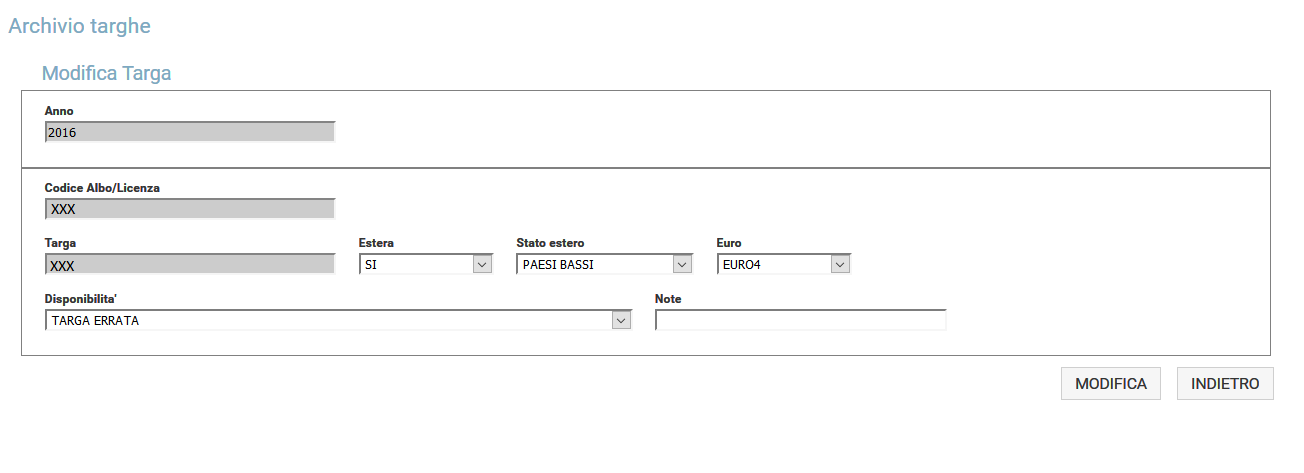 Archivio targhe
Modifica Targa
Anno
2016
Codice Albo/Licenza
XXX
Targa Estera Stato estero Euro
XXX SI PAESI BASSI EURO4
Disponibilita' Note
TARGA ERRATA
MODIFICA INDIETRO